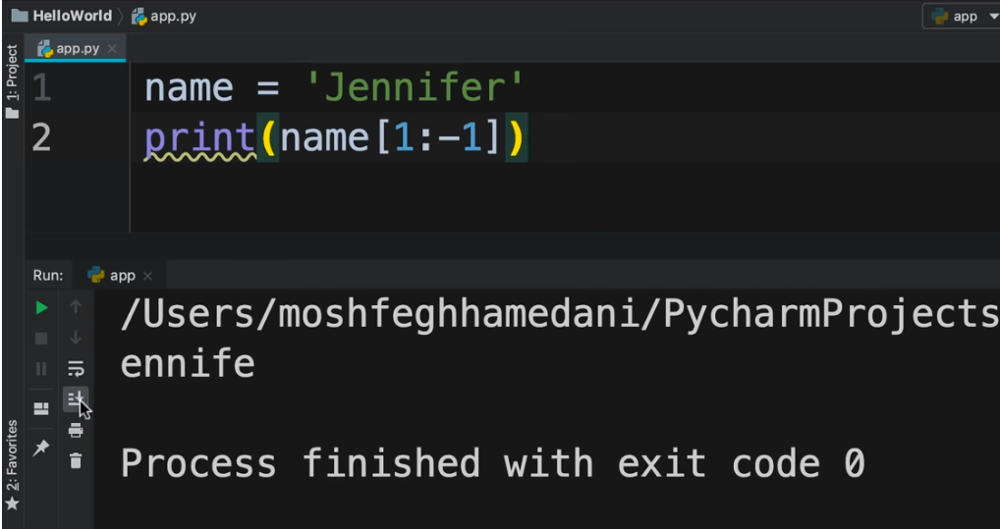 HelloWorld app.py app
app.py
1: Project
1 name = 'Jennifer'
2 print(name[1:-1])
Run: app
/Users/moshfeghhamedani/PycharmProjects
ennife
Process finished with exit code 0
2: Favorites